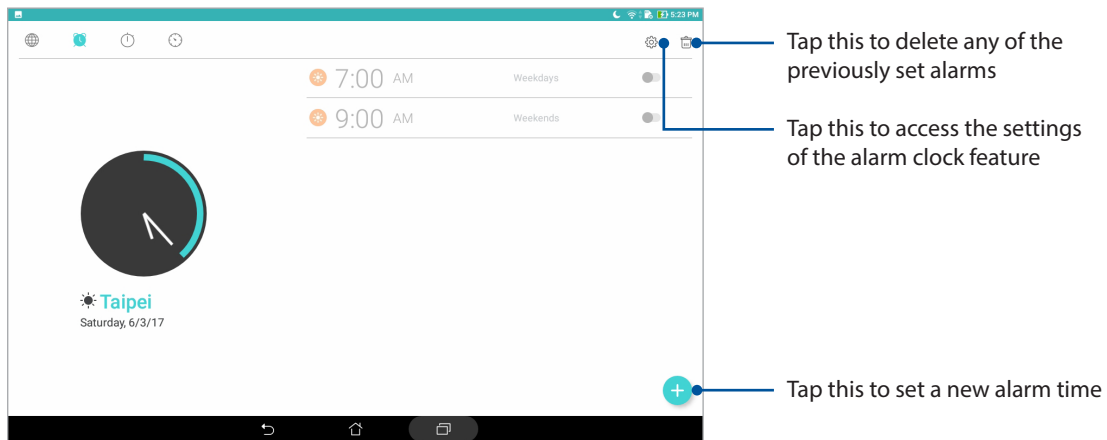 5:23 PM
7:00 AM Weekdays
9:00 AM Weekends
Taipei
Saturday, 6/3/17
Tap this to delete any of the
previously set alarms
Tap this to access the settings
of the alarm clock feature
Tap this to set a new alarm time